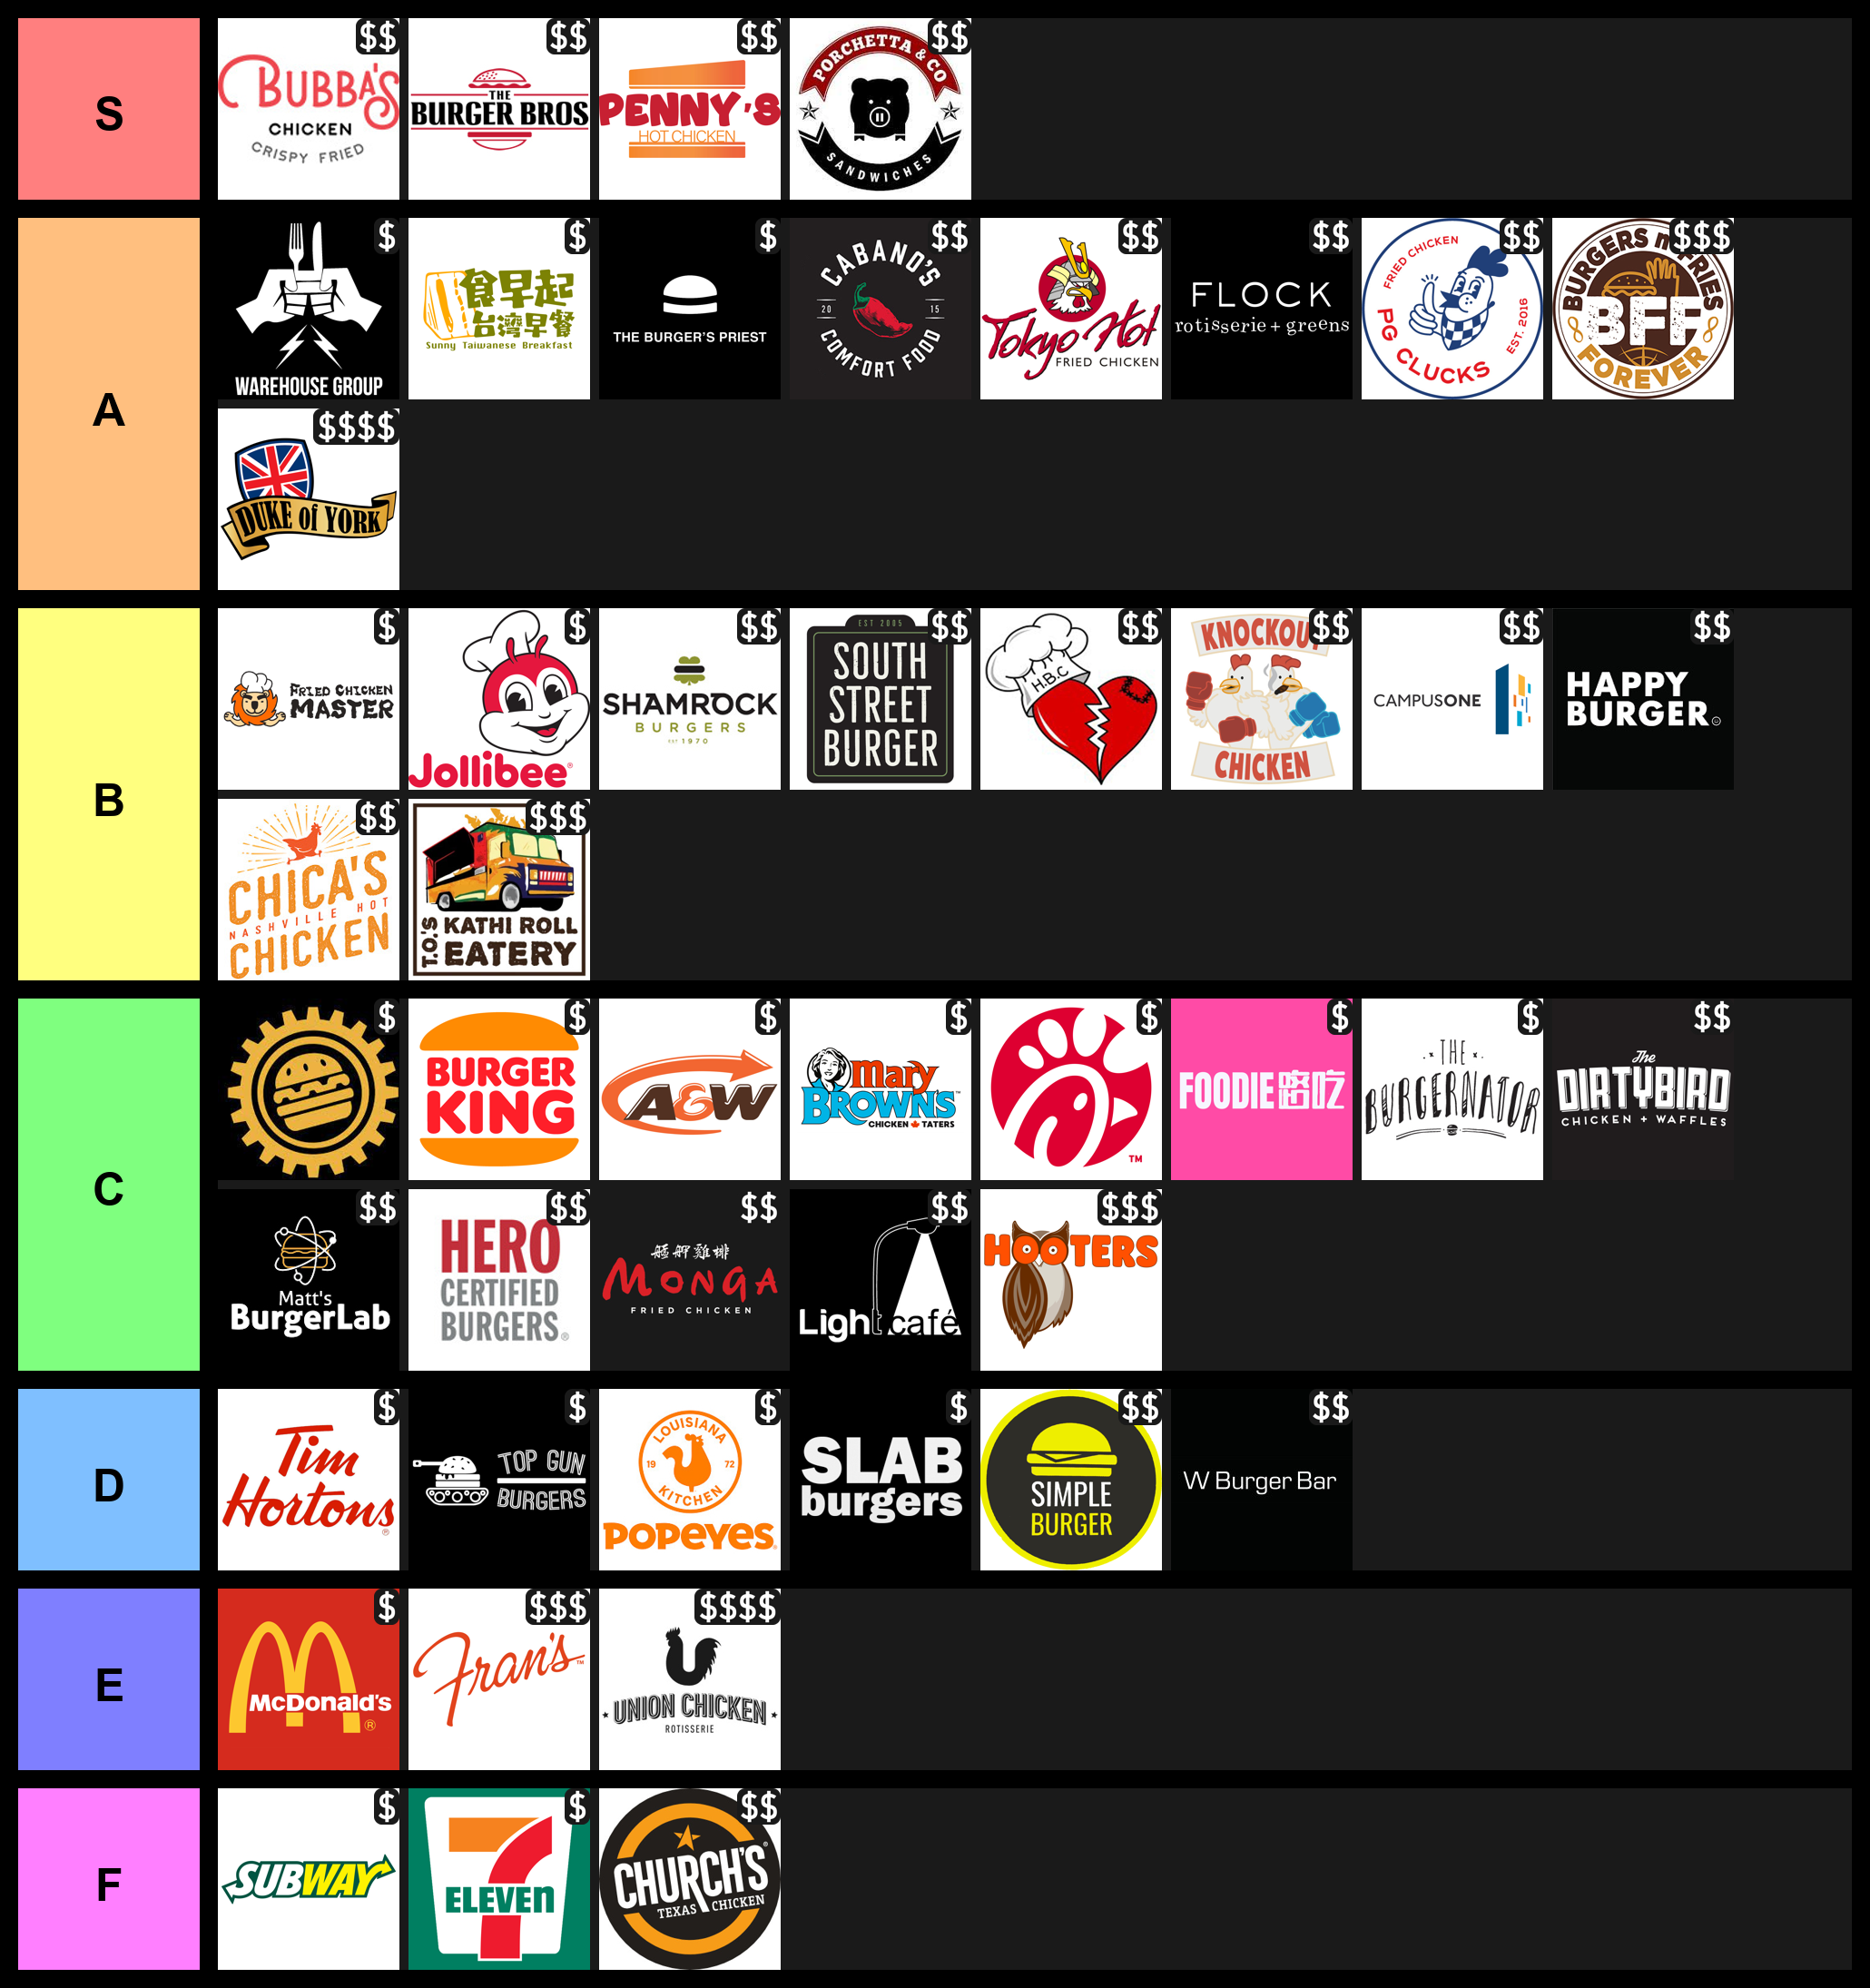 S
$$
BUBBA'S
CHICKEN
CRISPY FRIED
$$
THE
BURGER BROS
$$
PENNY'S
HOT CHICKEN
$$
PORCHETTA & CO
SANDWICHES
A
$
WAREHOUSE GROUP
$
食早起
台灣早餐
Sunny Taiwanese Breakfast
$
THE BURGER'S PRIEST
$$
CABANO'S
20 15
COMFORT FOOD
$$
Tokyo Hot
FRIED CHICKEN
$$
FLOCK
rotisserie + greens
$$
FRIED CHICKEN
PG CLUCKS
EST. 2016
$$$
BURGERS n' FRIES
BFF
FOREVER
$$$$
DUKE of YORK
B
$
FRIED CHICKEN
MASTER
$
Jollibee®
$$
SHAMROCK
BURGERS
EST 1970
$$
EST 2005
SOUTH
STREET
BURGER
$$
H.B.C
$$
KNOCKOUT
CHICKEN
$$
CAMPUSONE
$$
HAPPY
BURGER
$$
CHICA'S
NASHVILLE HOT
CHICKEN
$$$
T.O.'S
KATHI ROLL
EATERY
C
$
$
BURGER
KING
$
A&W
$
mary
BROWN'S™
CHICKEN TATERS
$
TM
$
FOODIE 嘻吃
$
THE
BURGERNATOR
$$
The
DIRTYBIRD
CHICKEN + WAFFLES
$$
Matt's
BurgerLab
$$
HERO
CERTIFIED
BURGERS®
$$
艋舺雞排
MONGA
FRIED CHICKEN
$$
Light café
$$$
HOOTERS
D
$
Tim
Hortons®
$
TOP GUN
BURGERS
$
LOUISIANA
19 72
KITCHEN
POPEYES
$
SLAB
burgers
$$
SIMPLE
BURGER
$$
W Burger Bar
E
$
McDonald's
®
$$$
Fran's™
$$$$
UNION CHICKEN
ROTISSERIE
F
$
SUBWAY
$
7
ELEVEn
$$
CHURCH'S
TEXAS CHICKEN